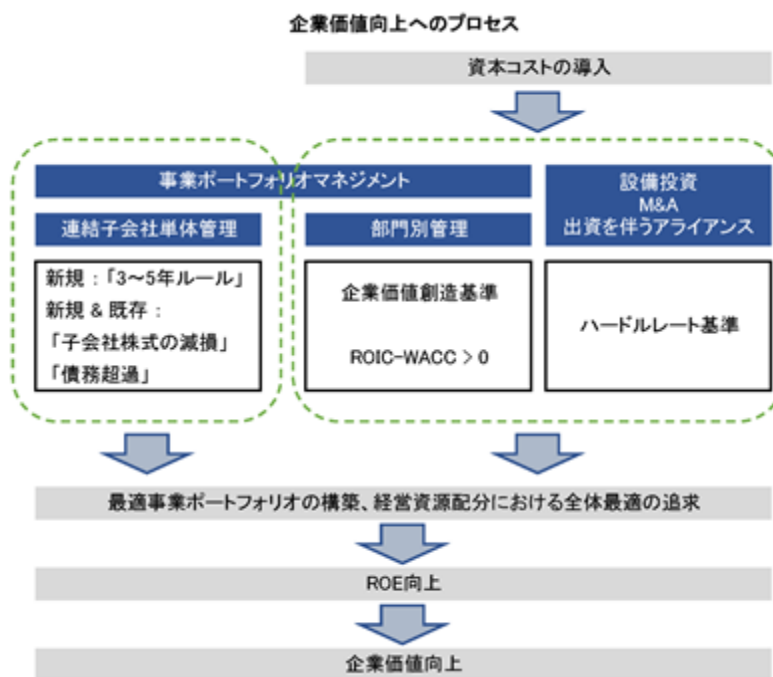 企業価値向上へのプロセス
資本コストの導入
事業ポートフォリオマネジメント
設備投資
M&A
出資を伴うアライアンス
連結子会社単体管理
部門別管理
新規：「3～5年ルール」
新規 & 既存：
「子会社株式の減損」
「債務超過」
企業価値創造基準
ROIC-WACC > 0
ハードルレート基準
最適事業ポートフォリオの構築、経営資源配分における全体最適の追求
ROE向上
企業価値向上